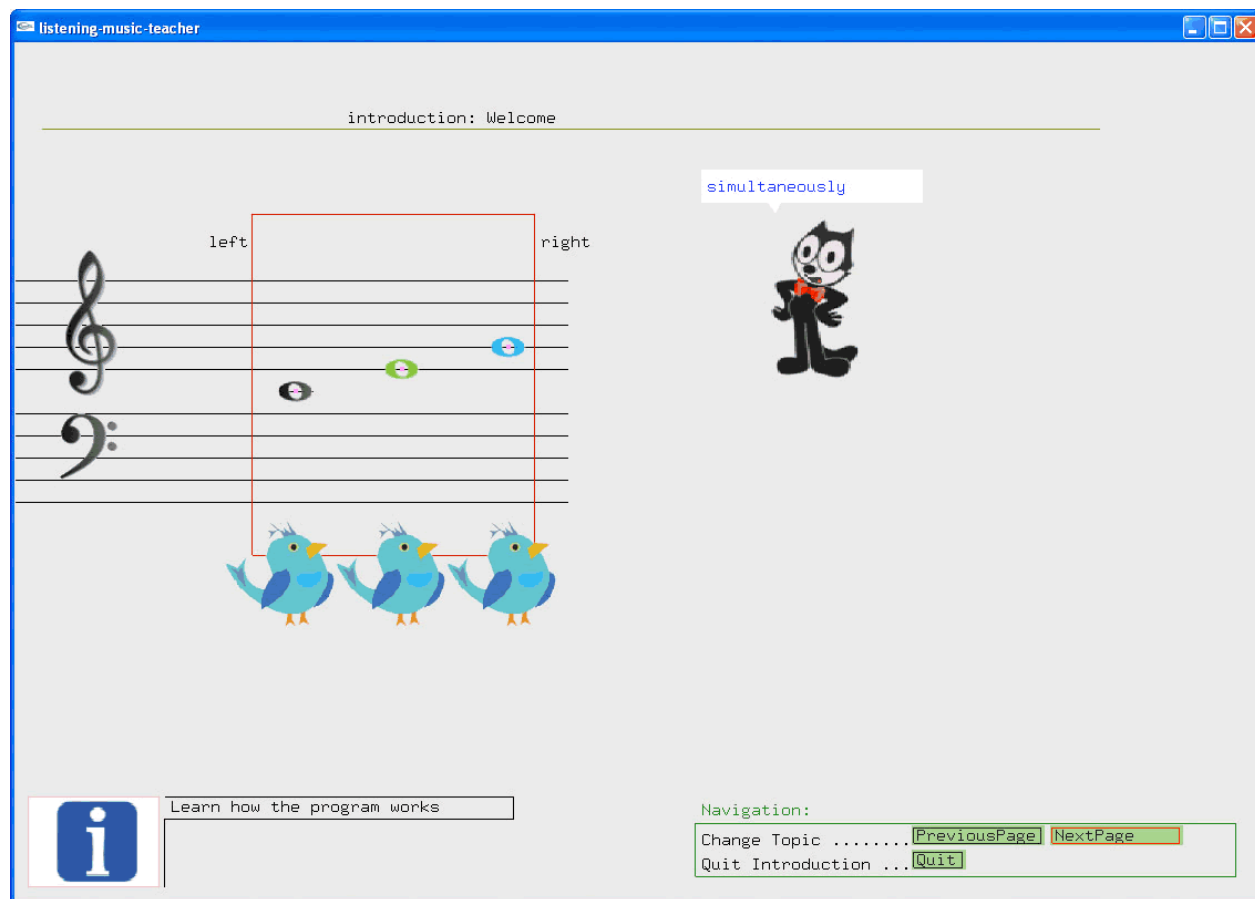 listening-music-teacher
introduction: Welcome
simultaneously
left
right
Learn how the program works
Navigation:
Change Topic ........PreviousPage NextPage
Quit Introduction ...Quit